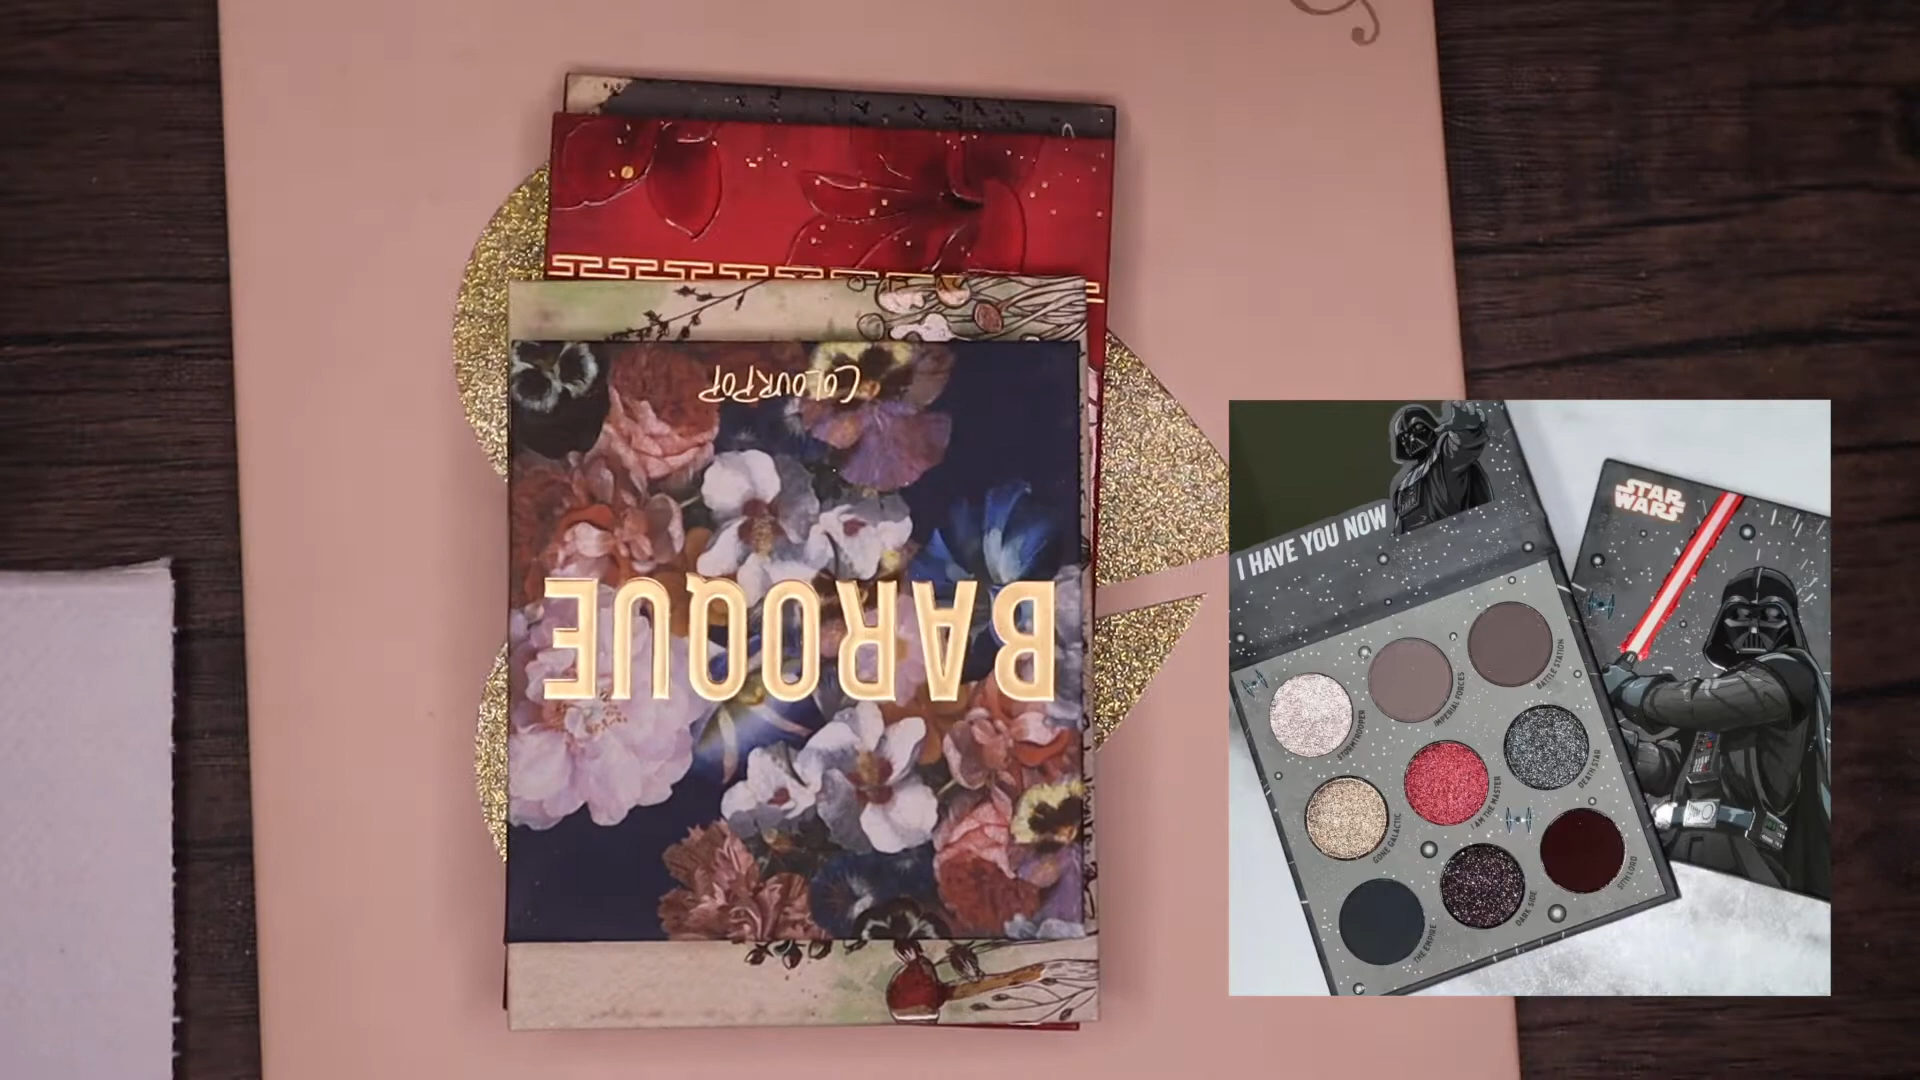 COLOURPOP
BAROQUE
I HAVE YOU NOW
STAR
WARS
STORMTROOPER
IMPERIAL FORCES
BATTLE STATION
GONE GALACTIC
I AM THE MASTER
DEATH STAR
THE EMPIRE
DARK SIDE
SITH LORD